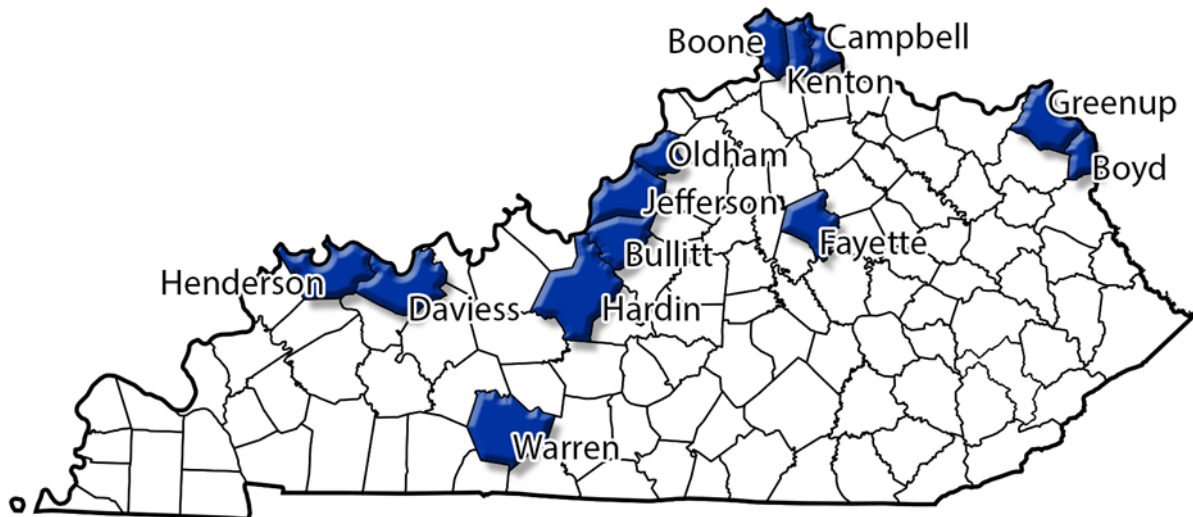 Boone
Campbell
Kenton
Greenup
Oldham
Boyd
Jefferson
Fayette
Bullitt
Henderson
Daviess
Hardin
Warren